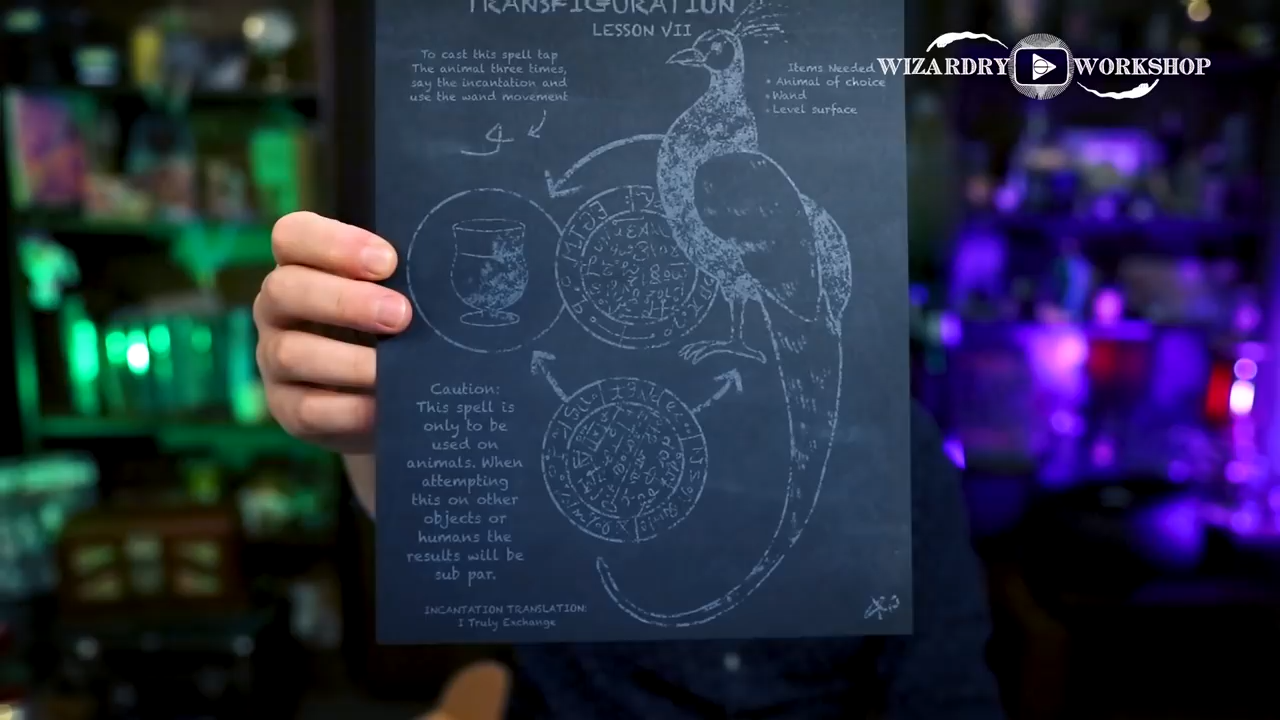 TRANSFIGURATION
LESSON VII
To cast this spell tap
The animal three times,
say the incantation and
use the wand movement
Items Needed
• Animal of choice
• Wand
• Level surface
WIZARDRY WORKSHOP
Caution:
This spell is
only to be
used on
animals. When
attempting
this on other
objects or
humans the
results will be
sub par.
INCANTATION TRANSLATION:
I Truly Exchange